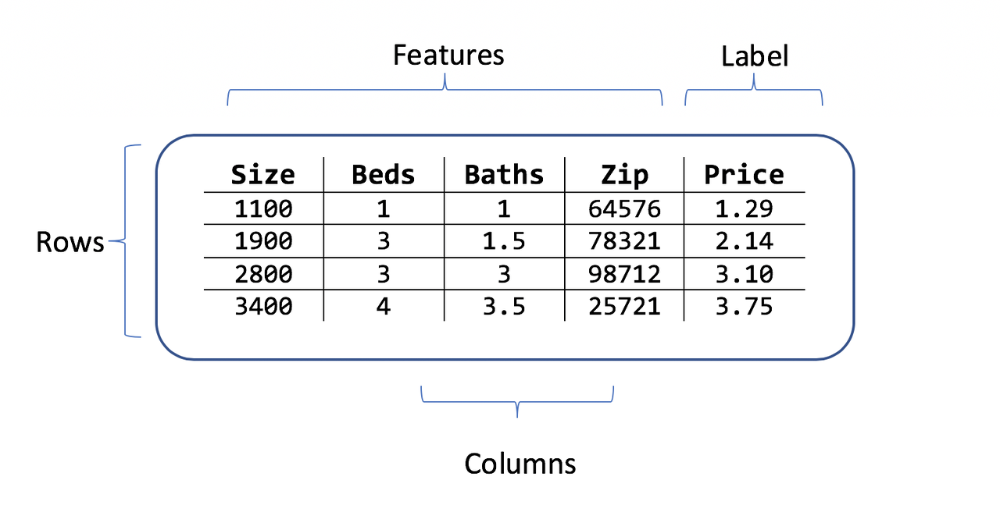 Features Label
Size Beds Baths Zip Price
1100 1 1 64576 1.29
1900 3 1.5 78321 2.14
Rows
2800 3 3 98712 3.10
3400 4 3.5 25721 3.75
Columns